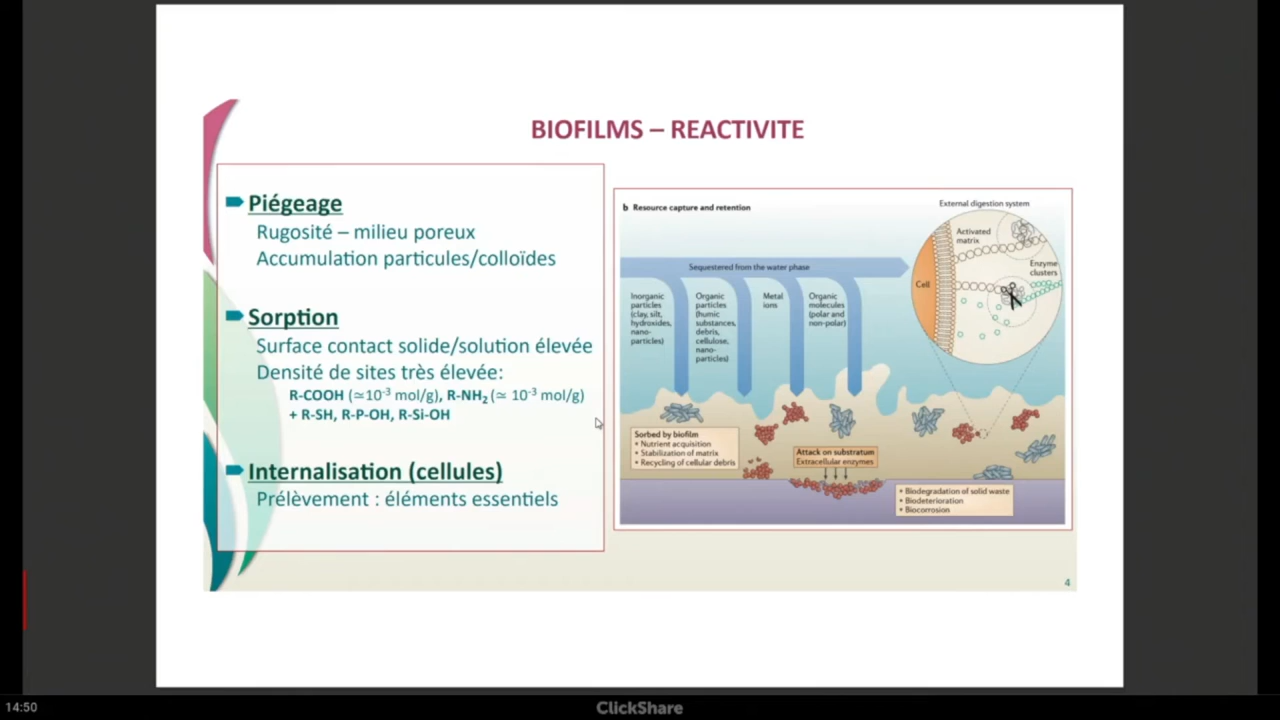 BIOFILMS – REACTIVITE
Piégeage
Rugosité – milieu poreux
Accumulation particules/colloïdes
Sorption
Surface contact solide/solution élevée
Densité de sites très élevée:
R-COOH (≃10⁻³ mol/g), R-NH₂ (≃ 10⁻³ mol/g)
+ R-SH, R-P-OH, R-Si-OH
Internalisation (cellules)
Prélèvement : éléments essentiels
b Resource capture and retention
External digestion system
Activated
matrix
Enzyme
clusters
Cell
Sequestered from the water phase
Inorganic
particles
(clay, silt,
hydroxides,
nano-
particles)
Organic
particles
(humic
substances,
debris,
cellulose,
nano-
particles)
Metal
ions
Organic
molecules
(polar and
non-polar)
Sorbed by biofilm
• Nutrient acquisition
• Stabilization of matrix
• Recycling of cellular debris
Attack on substratum
Extracellular enzymes
• Biodegradation of solid waste
• Biodeterioration
• Biocorrosion
4
14:50
ClickShare